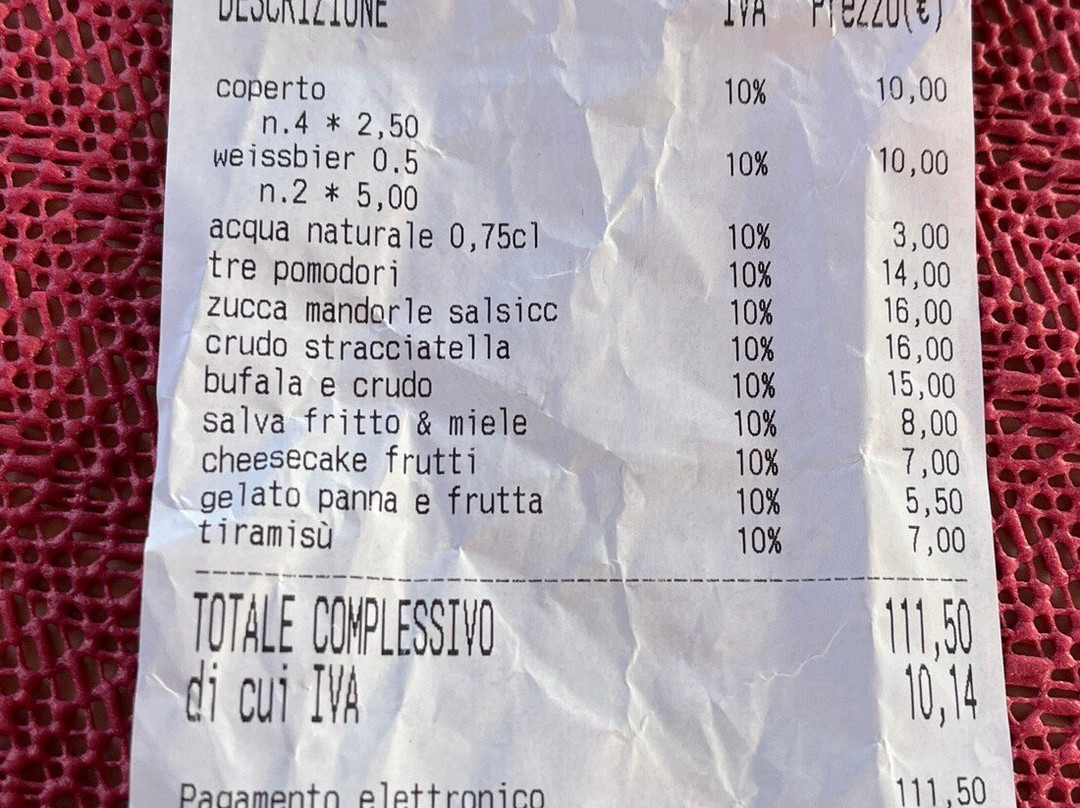 DESCRIZIONE IVA Prezzo(€)
coperto 10% 10,00
n.4 * 2,50
weissbier 0.5 10% 10,00
n.2 * 5,00
acqua naturale 0,75cl 10% 3,00
tre pomodori 10% 14,00
zucca mandorle salsicc 10% 16,00
crudo stracciatella 10% 16,00
bufala e crudo 10% 15,00
salva fritto & miele 10% 8,00
cheesecake frutti 10% 7,00
gelato panna e frutta 10% 5,50
tiramisù 10% 7,00
TOTALE COMPLESSIVO 111,50
di cui IVA 10,14
Pagamento elettronico 111,50